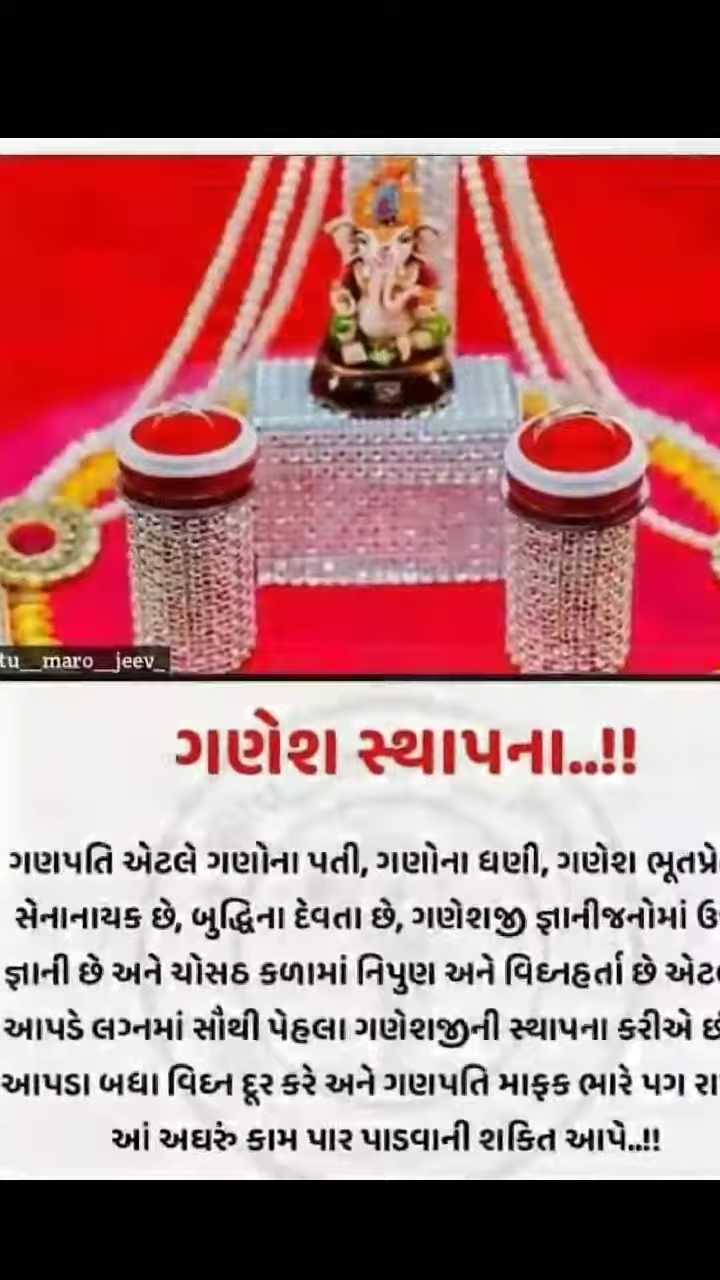 tu__maro__jeev_
ગણેશ સ્થાપના..!!
ગણપતિ એટલે ગણોના પતી, ગણોના ધણી, ગણેશ ભૂતપ્રે
સેનાનાયક છે, બુદ્ધિના દેવતા છે, ગણેશજી જ્ઞાનીજનોમાં ઉ
જ્ઞાની છે અને ચોસઠ કળામાં નિપુણ અને વિઘ્નહર્તા છે એટ
આપડે લગ્નમાં સૌથી પેહલા ગણેશજીની સ્થાપના કરીએ છ
આપડા બધા વિઘ્ન દૂર કરે અને ગણપતિ માફક ભારે પગ રા
આં અઘરું કામ પાર પાડવાની શકિત આપે..!!